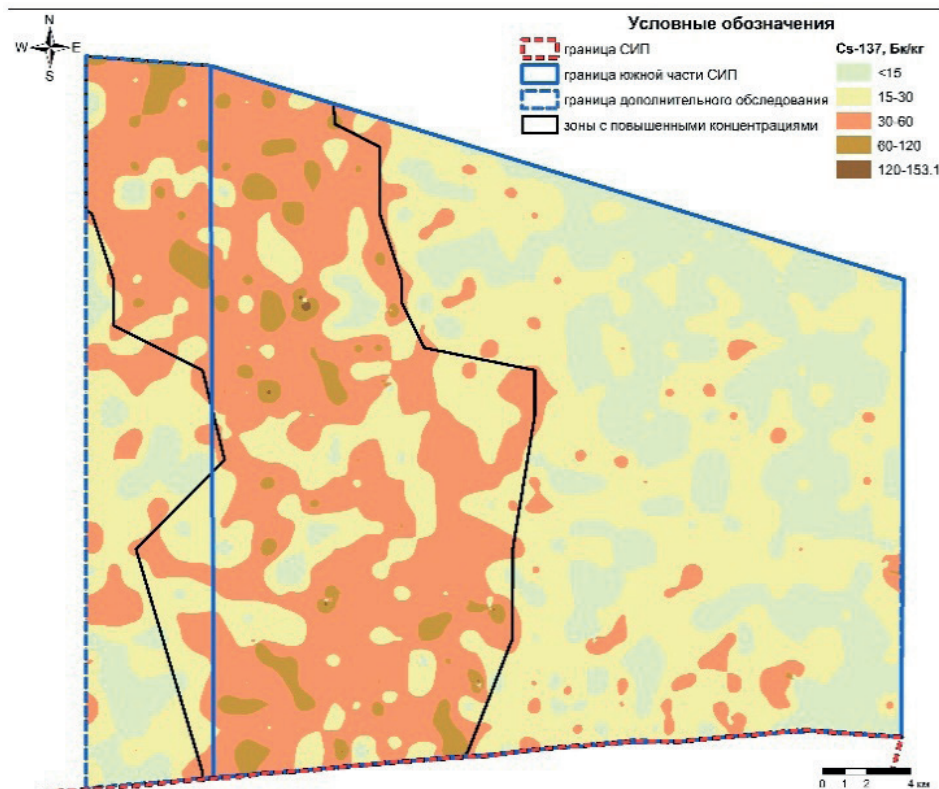 N
W E
S
Условные обозначения
граница СИП
граница южной части СИП
граница дополнительного обследования
зоны с повышенными концентрациями
Cs-137, Бк/кг
<15
15-30
30-60
60-120
120-153.1
0 1 2 4 км